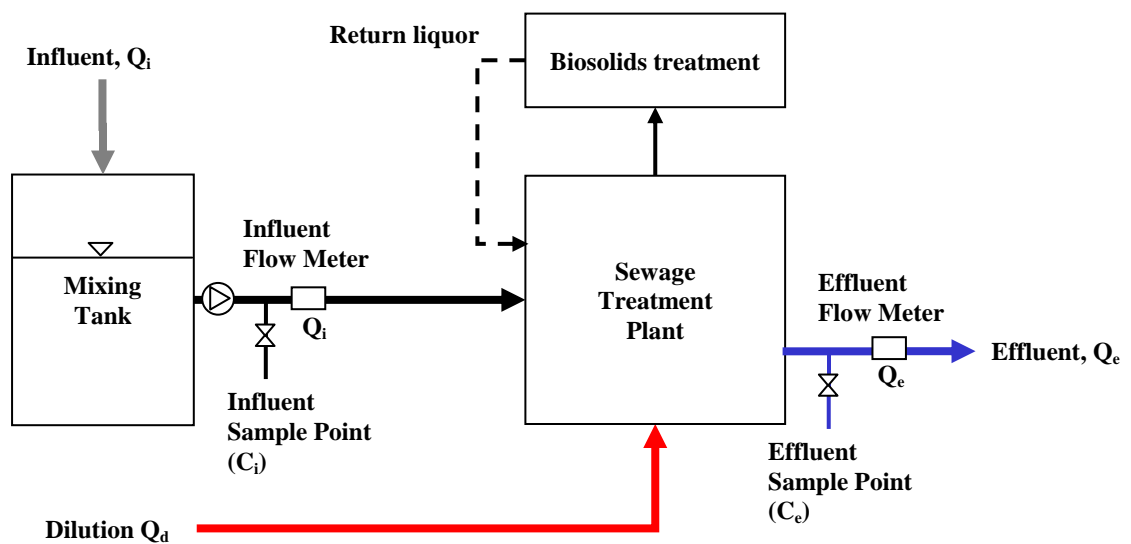 Return liquor
Influent, Qi
Biosolids treatment
Influent
Flow Meter
Mixing
Tank
Qi
Sewage
Treatment
Plant
Effluent
Flow Meter
Effluent, Qe
Qe
Influent
Sample Point
(Ci)
Effluent
Sample Point
(Ce)
Dilution Qd